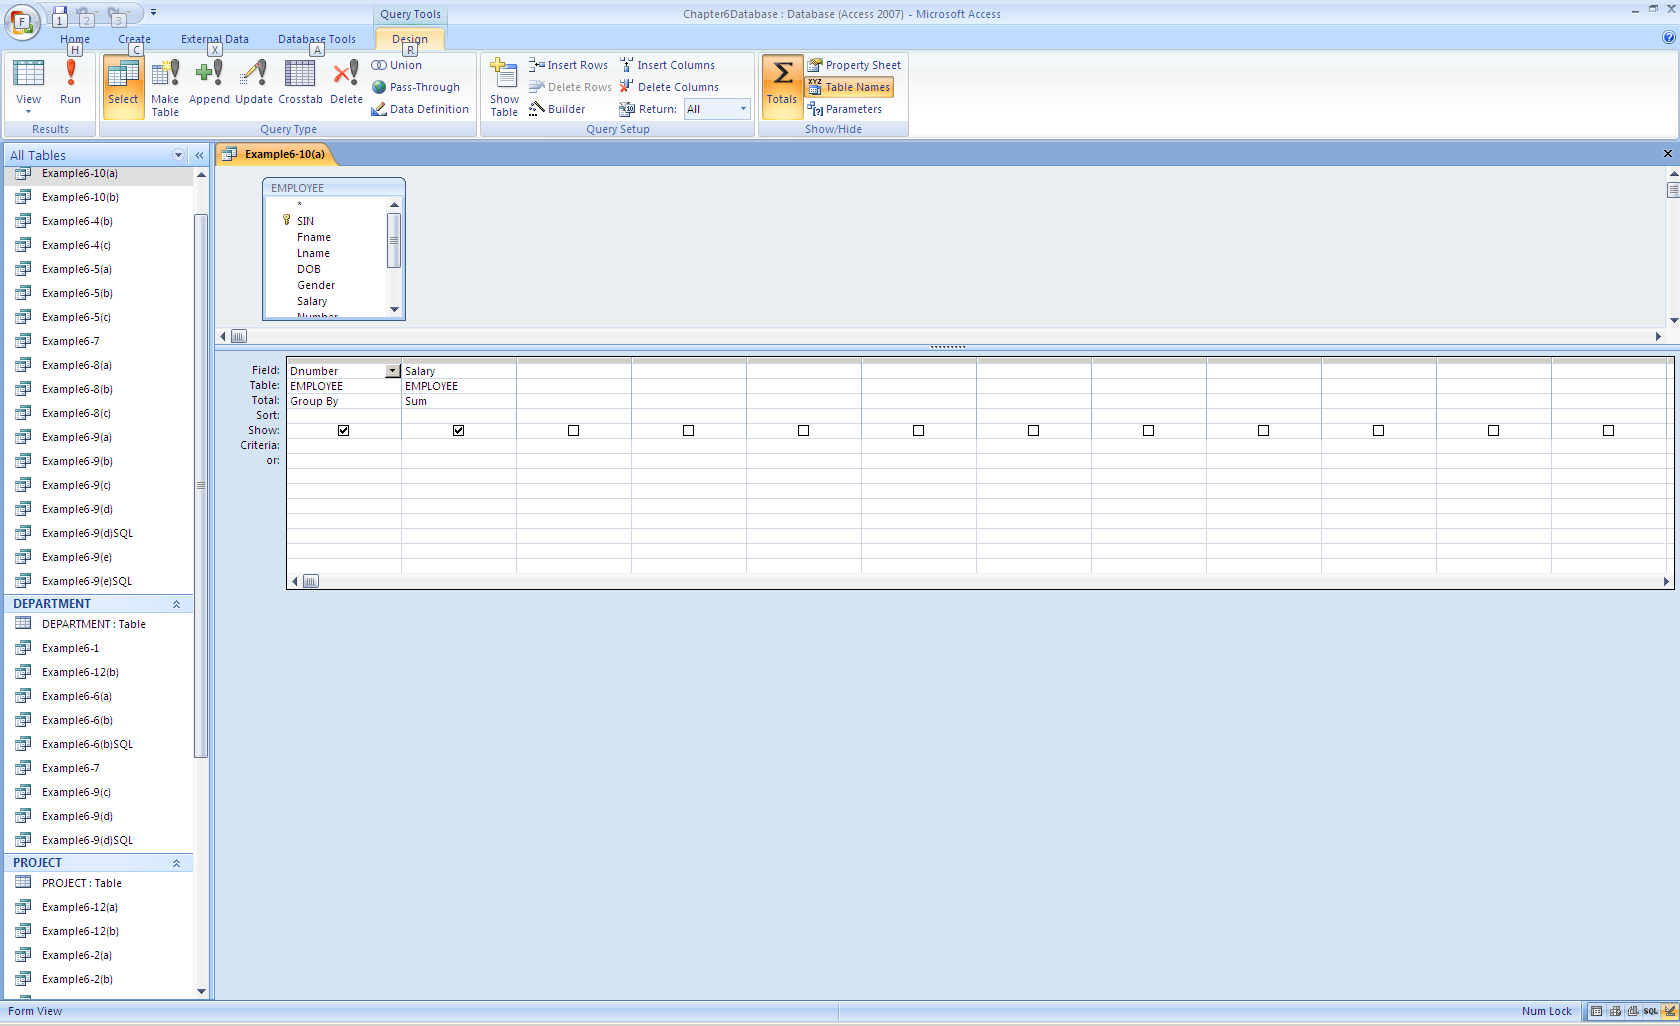 Query Tools
Chapter6Database : Database (Access 2007) - Microsoft Access
F
1
2
3
Home
Create
External Data
Database Tools
Design
H
C
X
A
R
View
Run
Results
Select
Make Table
Append
Update
Crosstab
Delete
Union
Pass-Through
Data Definition
Query Type
Show Table
Insert Rows
Delete Rows
Builder
Insert Columns
Delete Columns
Return: All
Query Setup
Totals
Property Sheet
Table Names
Parameters
Show/Hide
All Tables
Example6-10(a)
Example6-10(b)
Example6-4(b)
Example6-4(c)
Example6-5(a)
Example6-5(b)
Example6-5(c)
Example6-7
Example6-8(a)
Example6-8(b)
Example6-8(c)
Example6-9(a)
Example6-9(b)
Example6-9(c)
Example6-9(d)
Example6-9(d)SQL
Example6-9(e)
Example6-9(e)SQL
DEPARTMENT
DEPARTMENT : Table
Example6-1
Example6-12(b)
Example6-6(a)
Example6-6(b)
Example6-6(b)SQL
Example6-7
Example6-9(c)
Example6-9(d)
Example6-9(d)SQL
PROJECT
PROJECT : Table
Example6-12(a)
Example6-12(b)
Example6-2(a)
Example6-2(b)
Example6-10(a)
EMPLOYEE
*
SIN
Fname
Lname
DOB
Gender
Salary
Number
Field: Dnumber Salary
Table: EMPLOYEE EMPLOYEE
Total: Group By Sum
Sort:
Show:
Criteria:
or:
Form View
Num Lock
SQL